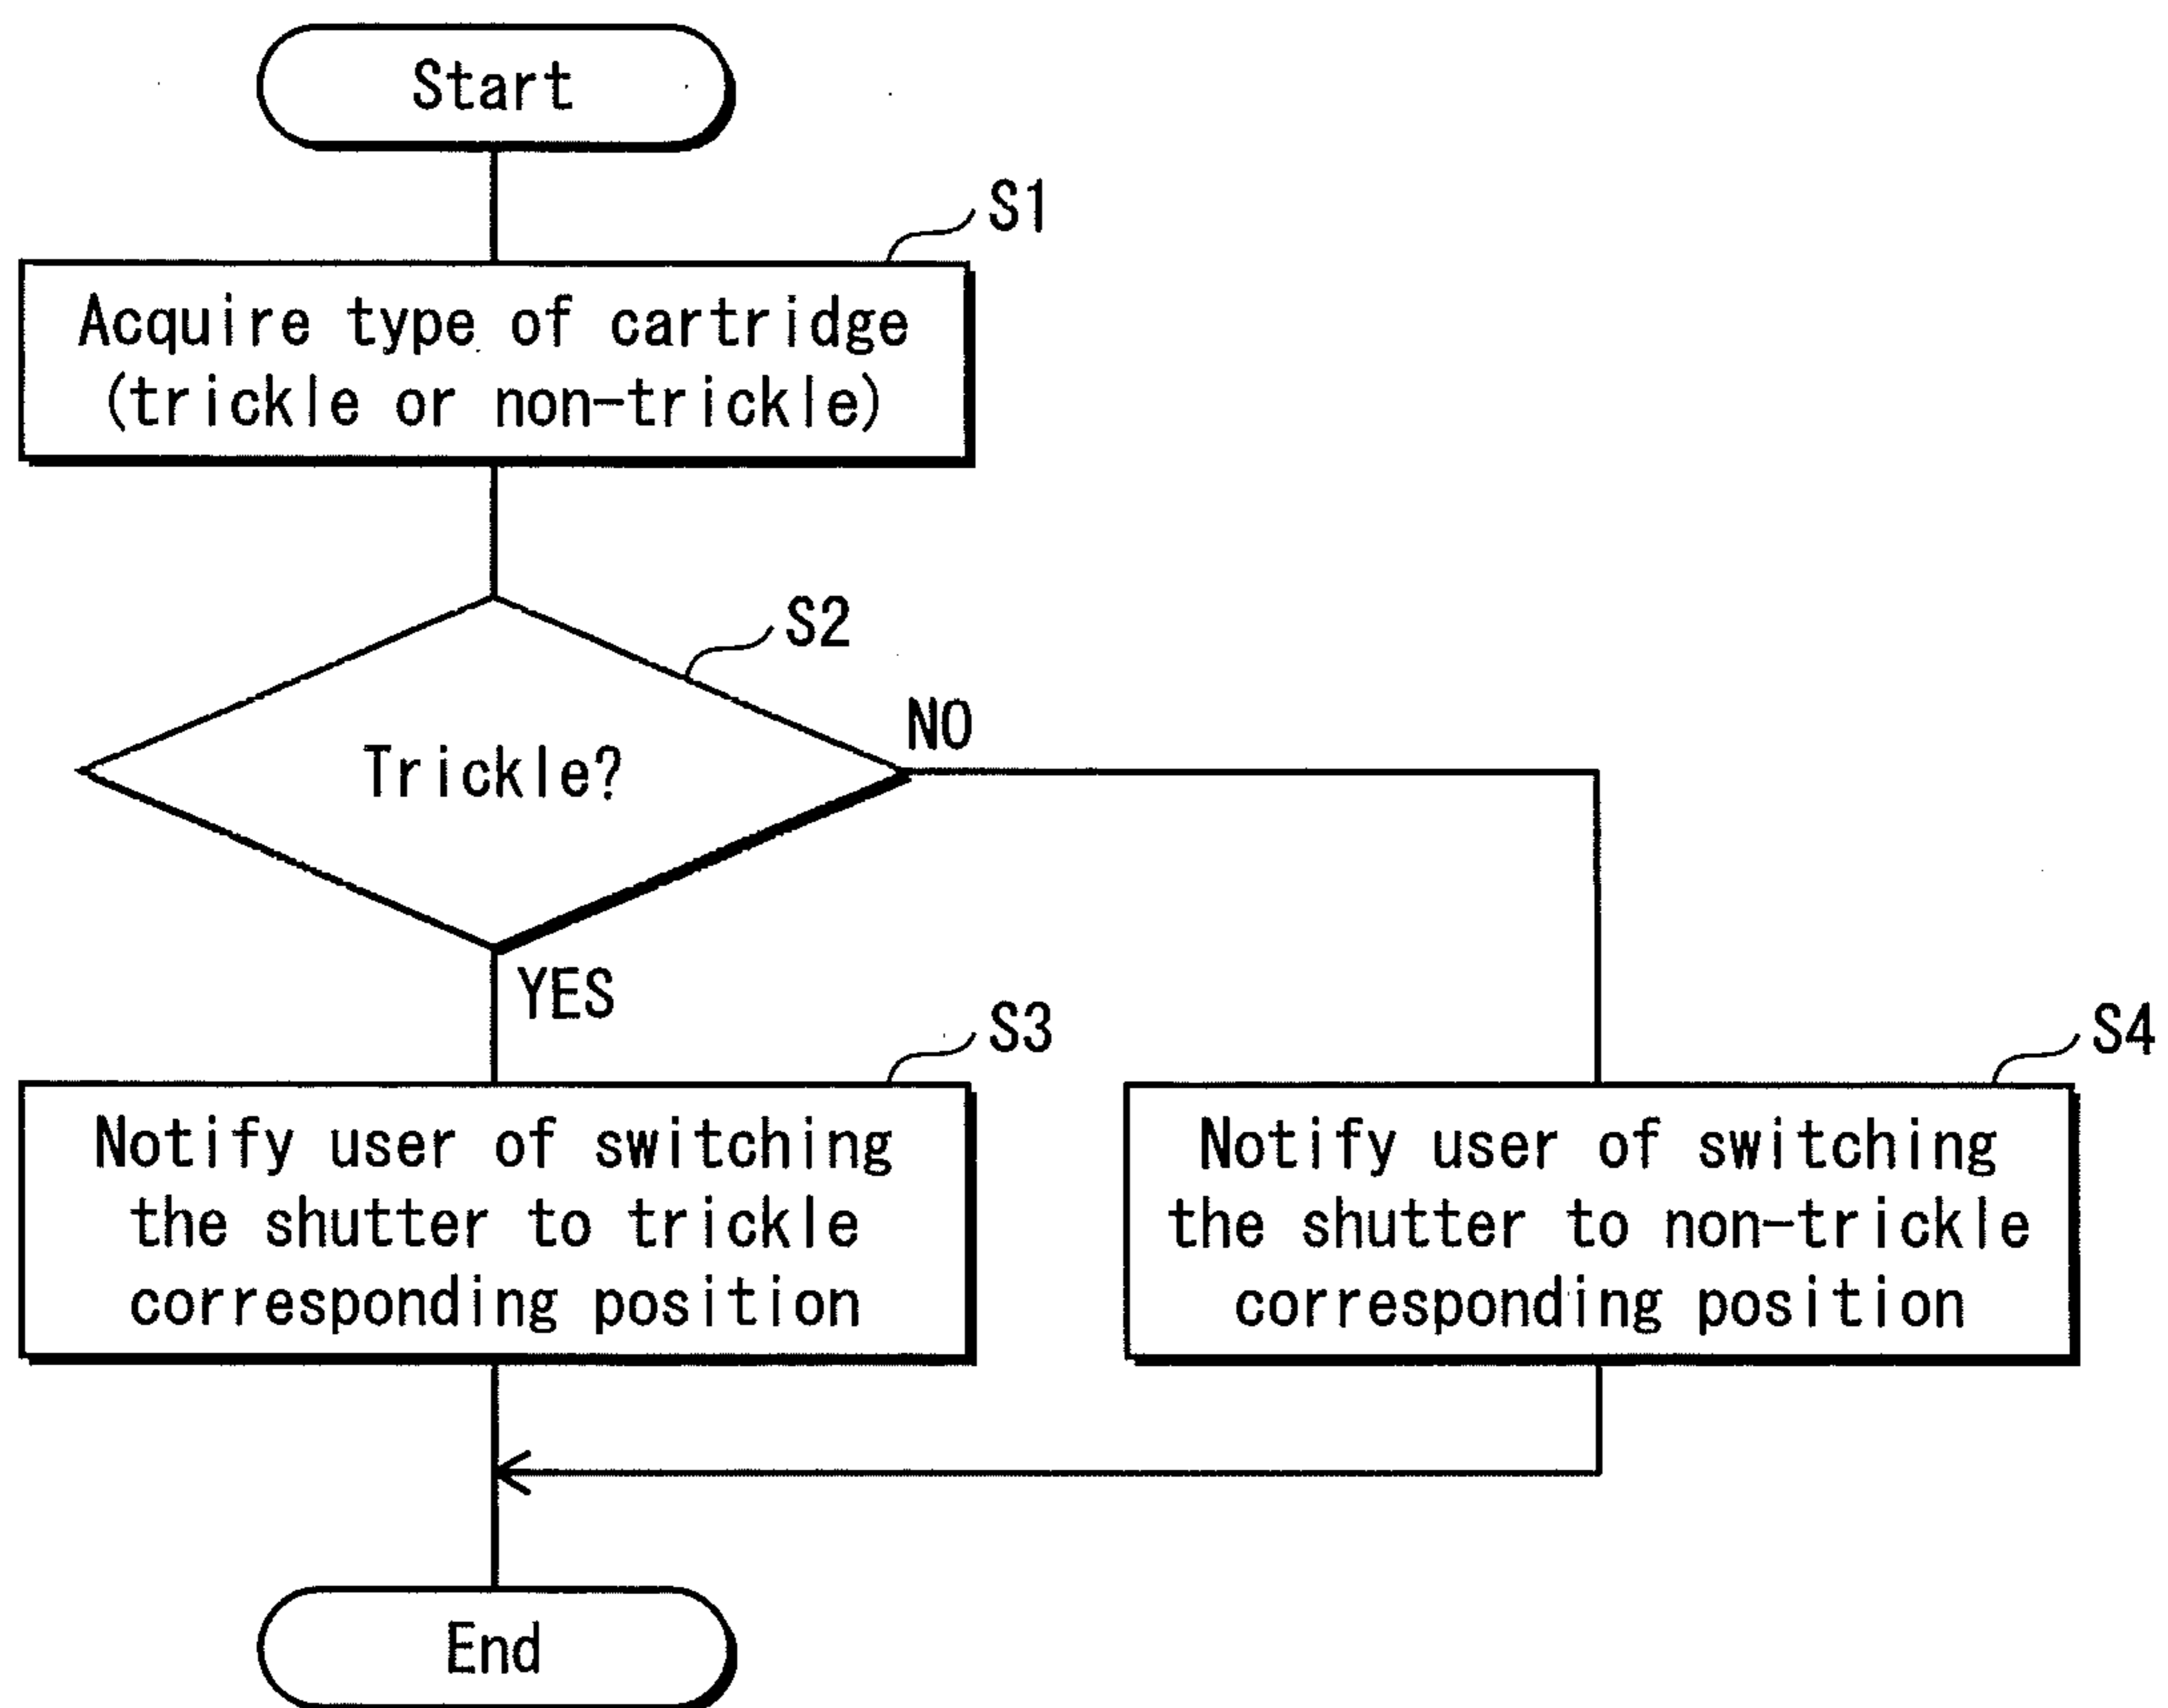 Start
S1
Acquire type of cartridge
(trickle or non-trickle)
S2
Trickle?
NO
YES
S3
Notify user of switching
the shutter to trickle
corresponding position
S4
Notify user of switching
the shutter to non-trickle
corresponding position
End